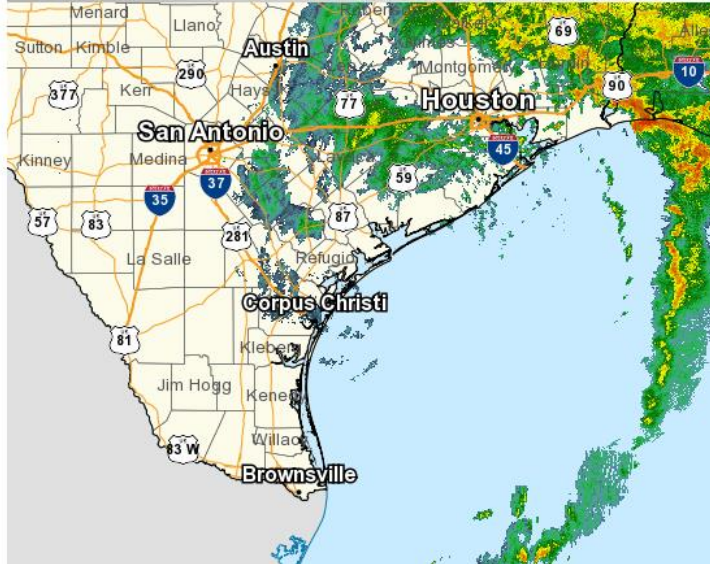 Menard
Llano
69
Sutton
Kimble
Austin
290
Montgomery
10
377
Kerr
Hays
77
90
Houston
San Antonio
45
Kinney
Medina
59
37
35
87
57
83
281
La Salle
Refugio
Corpus Christi
81
Kleberg
Jim Hogg
Kenedy
83 W
Willacy
Brownsville